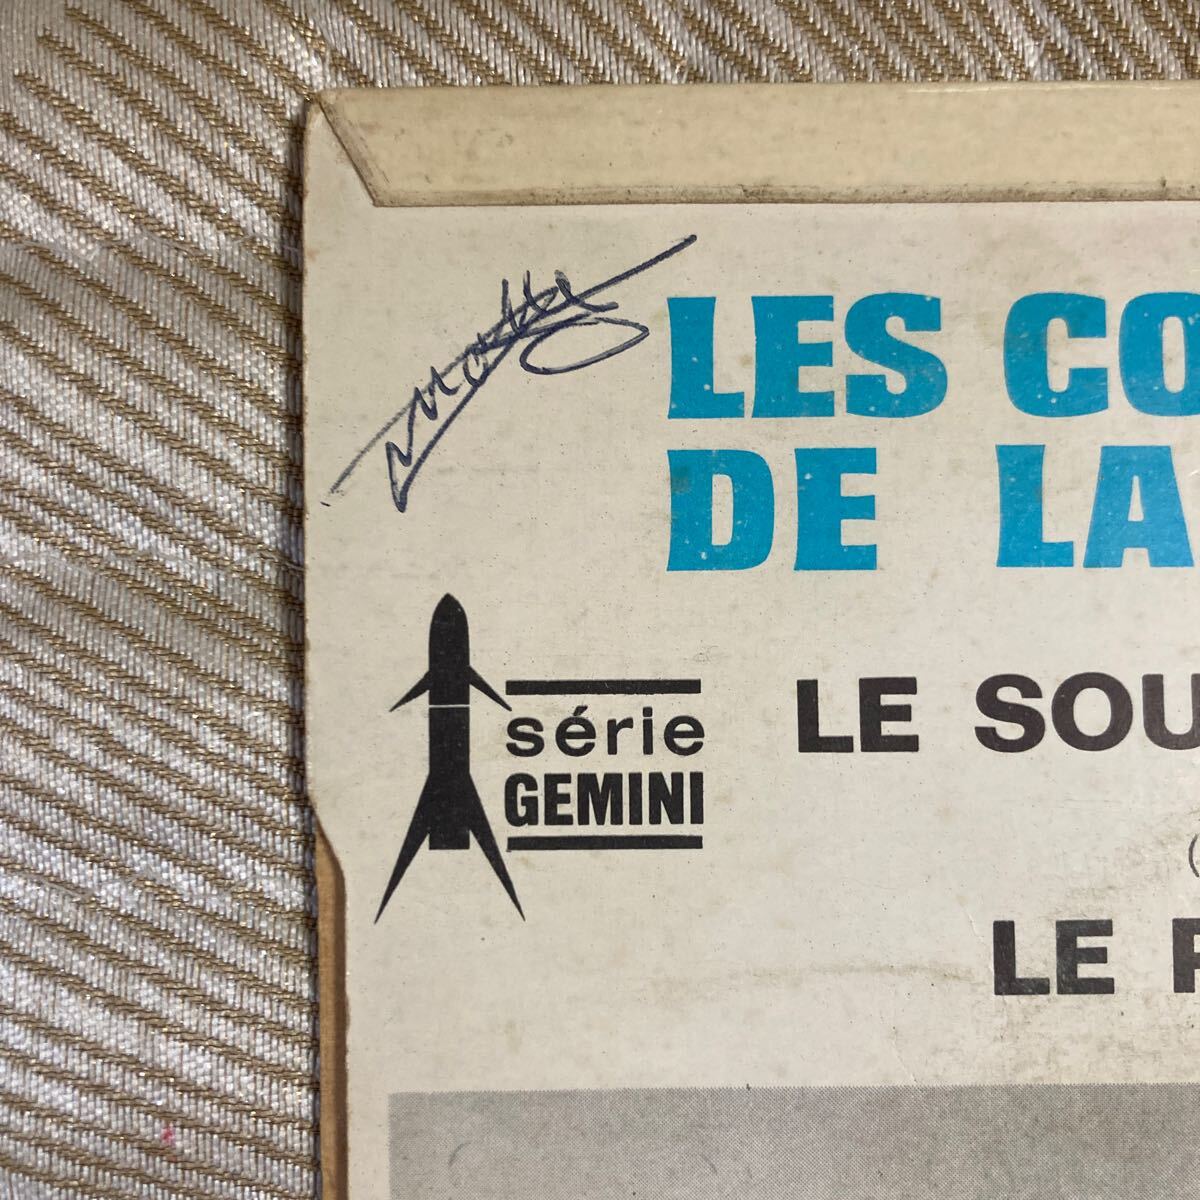 LES CO
DE LA
série
GEMINI
LE SOU
LE